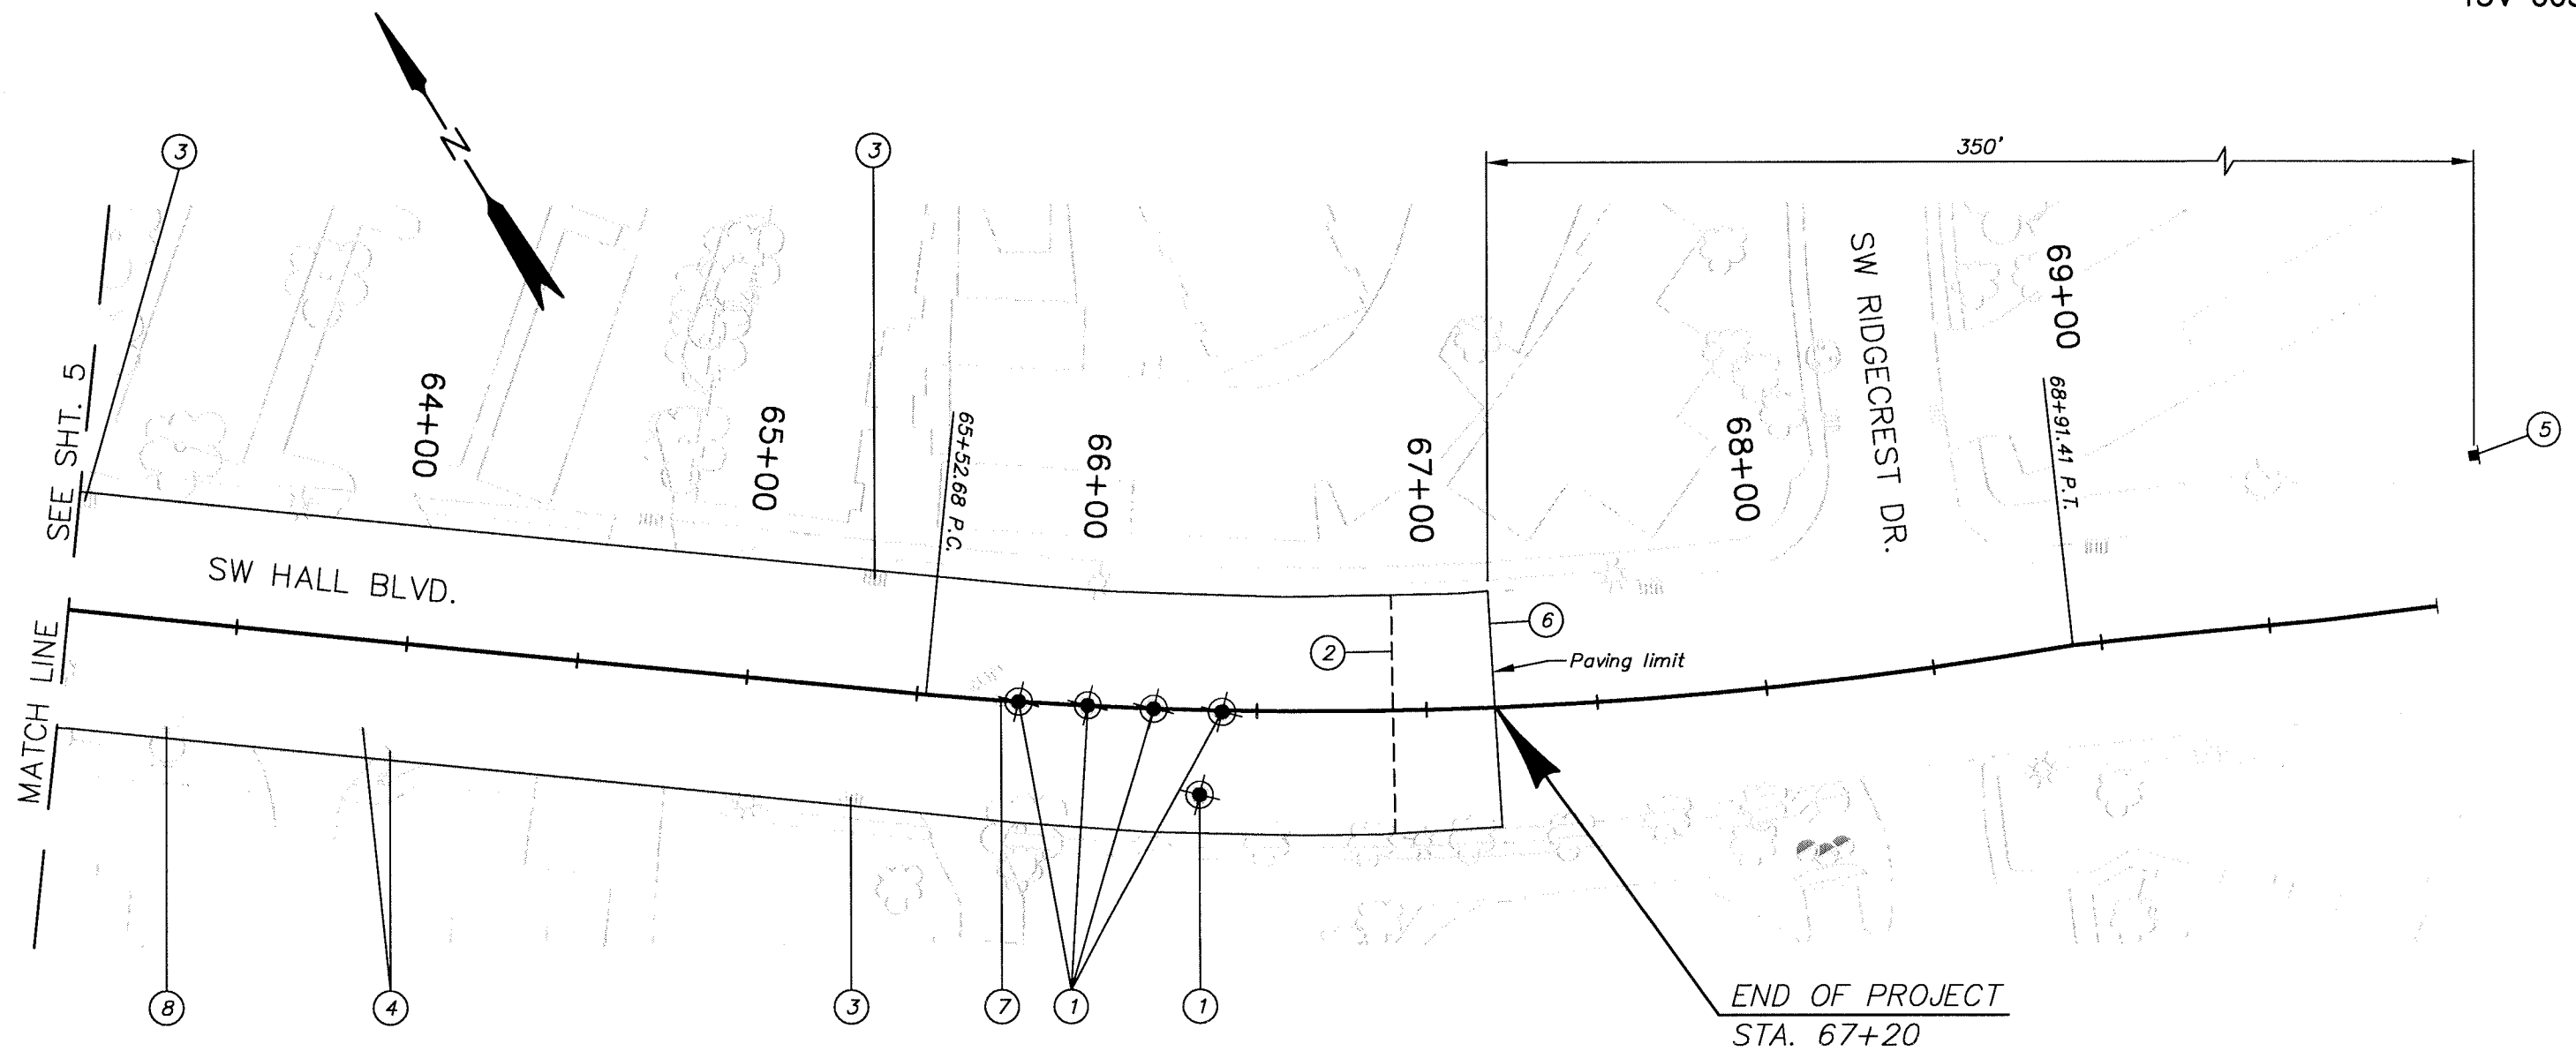 N
3
3
350'
SEE SHT. 5
MATCH LINE
64+00
65+00
65+52.68 P.C.
66+00
67+00
68+00
SW RIDGECREST DR.
69+00
68+91.41 P.T.
5
SW HALL BLVD.
6
2
Paving limit
8
4
3
7
1
1
END OF PROJECT
STA. 67+20